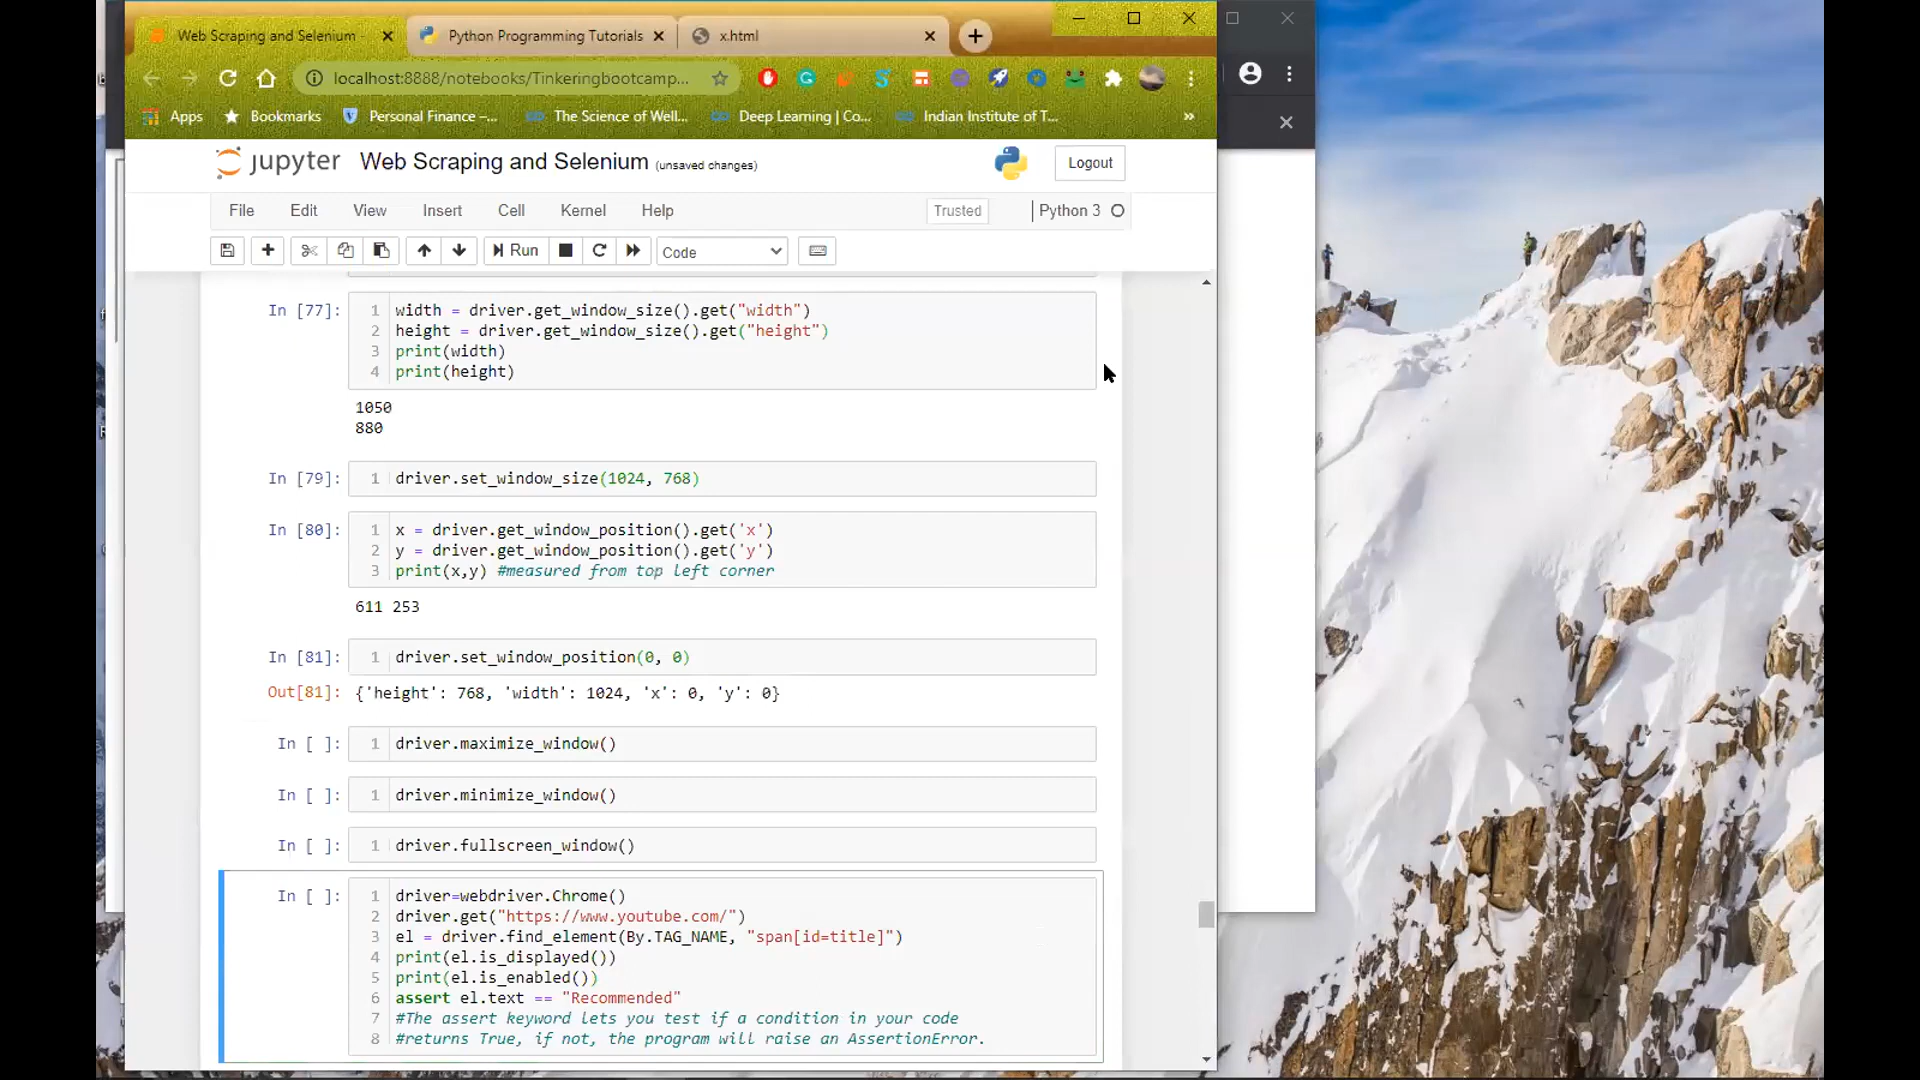 Web Scraping and Selenium -
Python Programming Tutorials
x.html
localhost:8888/notebooks/Tinkeringbootcamp...
Apps
Bookmarks
Personal Finance –...
The Science of Well...
Deep Learning | Co...
Indian Institute of T...
»
jupyter Web Scraping and Selenium (unsaved changes)
Logout
File Edit View Insert Cell Kernel Help
Trusted
Python 3
Run
Code
In [77]:
1 width = driver.get_window_size().get("width")
2 height = driver.get_window_size().get("height")
3 print(width)
4 print(height)
1050
880
In [79]:
1 driver.set_window_size(1024, 768)
In [80]:
1 x = driver.get_window_position().get('x')
2 y = driver.get_window_position().get('y')
3 print(x,y) #measured from top left corner
611 253
In [81]:
1 driver.set_window_position(0, 0)
Out[81]: {'height': 768, 'width': 1024, 'x': 0, 'y': 0}
In [ ]:
1 driver.maximize_window()
In [ ]:
1 driver.minimize_window()
In [ ]:
1 driver.fullscreen_window()
In [ ]:
1 driver=webdriver.Chrome()
2 driver.get("https://www.youtube.com/")
3 el = driver.find_element(By.TAG_NAME, "span[id=title]")
4 print(el.is_displayed())
5 print(el.is_enabled())
6 assert el.text == "Recommended"
7 #The assert keyword lets you test if a condition in your code
8 #returns True, if not, the program will raise an AssertionError.